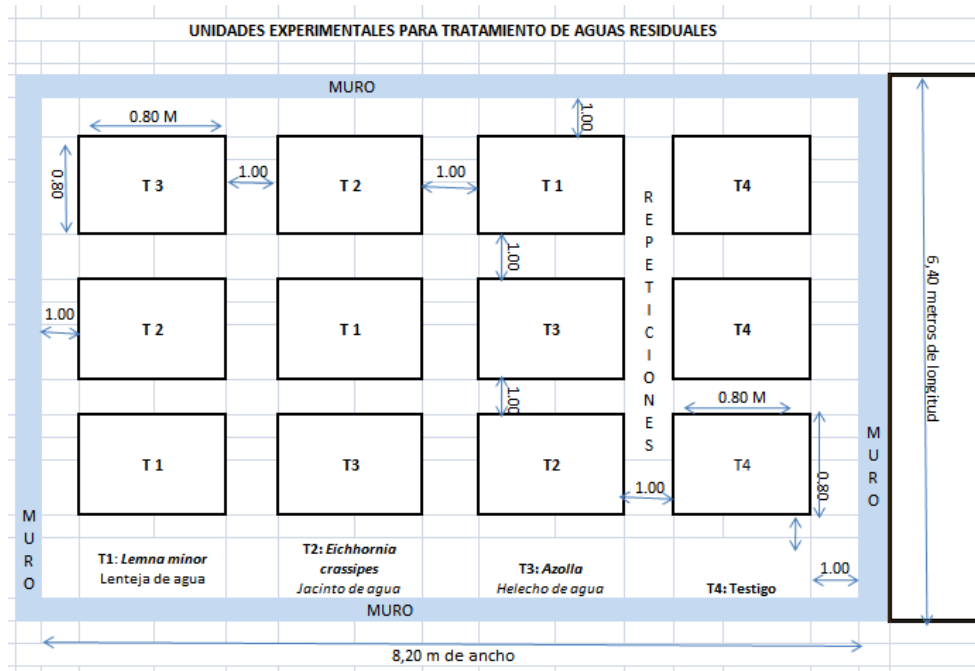 UNIDADES EXPERIMENTALES PARA TRATAMIENTO DE AGUAS RESIDUALES
MURO
0.80 M
1.00
0.80
T 3
1.00
T 2
1.00
T 1
T4
REPETICIONES
1.00
6,40 metros de longitud
1.00
T 2
T 1
T3
T4
1.00
0.80 M
T 1
T3
T2
T4
1.00
0.80
MURO
MURO
T1: Lemna minor
Lenteja de agua
T2: Eichhornia
crassipes
Jacinto de agua
T3: Azolla
Helecho de agua
T4: Testigo
1.00
MURO
8,20 m de ancho